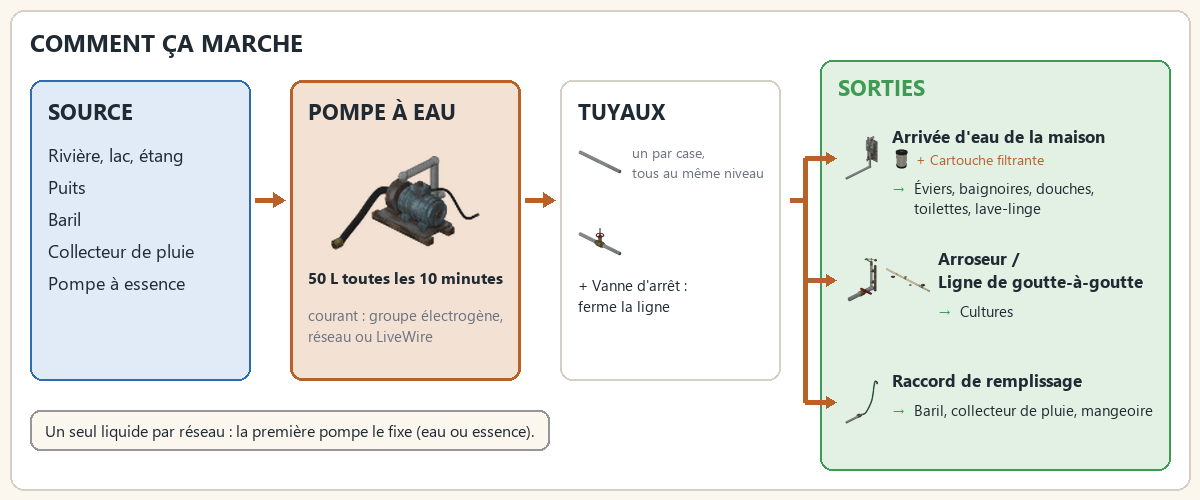 COMMENT ÇA MARCHE
SOURCE
Rivière, lac, étang
Puits
Baril
Collecteur de pluie
Pompe à essence
POMPE À EAU
50 L toutes les 10 minutes
courant : groupe électrogène,
réseau ou LiveWire
TUYAUX
un par case,
tous au même niveau
+ Vanne d'arrêt :
ferme la ligne
SORTIES
Arrivée d'eau de la maison
+ Cartouche filtrante
→ Éviers, baignoires, douches,
toilettes, lave-linge
Arroseur /
Ligne de goutte-à-goutte
→ Cultures
Raccord de remplissage
→ Baril, collecteur de pluie, mangeoire
Un seul liquide par réseau : la première pompe le fixe (eau ou essence).